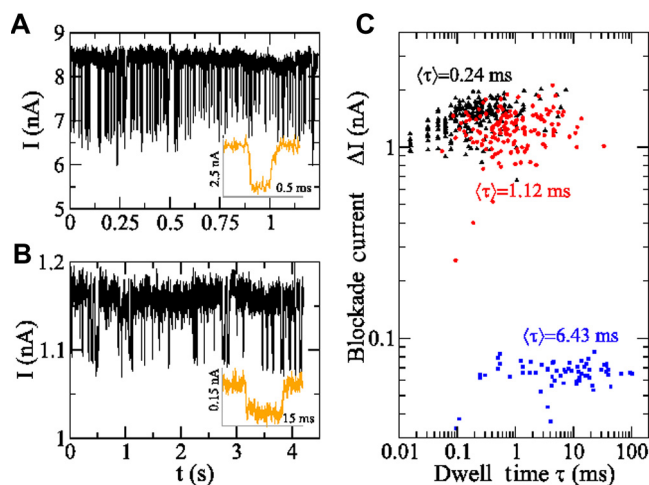 A
I (nA)
9
8
7
6
5
2.5 nA
0.5 ms
0 0.25 0.5 0.75 1
B
I (nA)
1.2
1.1
1
0.15 nA
15 ms
0 1 2 3 4
t (s)
C
Blockade current ΔI (nA)
1
0.1
⟨τ⟩=0.24 ms
⟨τ⟩=1.12 ms
⟨τ⟩=6.43 ms
0.01 0.1 1 10 100
Dwell time τ (ms)